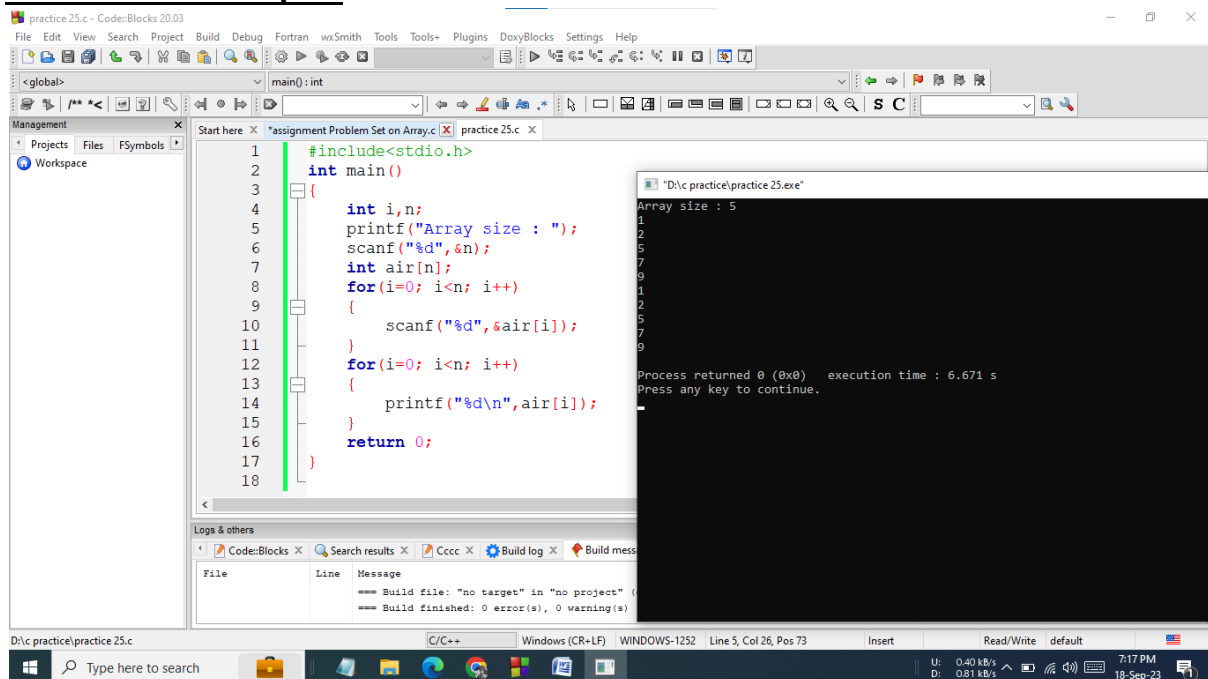 practice 25.c - Code::Blocks 20.03
File Edit View Search Project Build Debug Fortran wxSmith Tools Tools+ Plugins DoxyBlocks Settings Help
<global> main() : int
/** *< S C
Management
Start here *assignment Problem Set on Array.c practice 25.c
Projects Files FSymbols
Workspace
1 #include<stdio.h>
2 int main()
3 {
4 int i,n;
5 printf("Array size : ");
6 scanf("%d",&n);
7 int air[n];
8 for(i=0; i<n; i++)
9 {
10 scanf("%d",&air[i]);
11 }
12 for(i=0; i<n; i++)
13 {
14 printf("%d\n",air[i]);
15 }
16 return 0;
17 }
18
"D:\c practice\practice 25.exe"
Array size : 5
1
2
5
7
9
1
2
5
7
9
Process returned 0 (0x0) execution time : 6.671 s
Press any key to continue.
Logs & others
Code::Blocks Search results Cccc Build log Build mess
File Line Message
=== Build file: "no target" in "no project" (
=== Build finished: 0 error(s), 0 warning(s)
D:\c practice\practice 25.c C/C++ Windows (CR+LF) WINDOWS-1252 Line 5, Col 26, Pos 73 Insert Read/Write default
Type here to search
U: 0.40 kB/s
D: 0.81 kB/s
7:17 PM
18-Sep-23